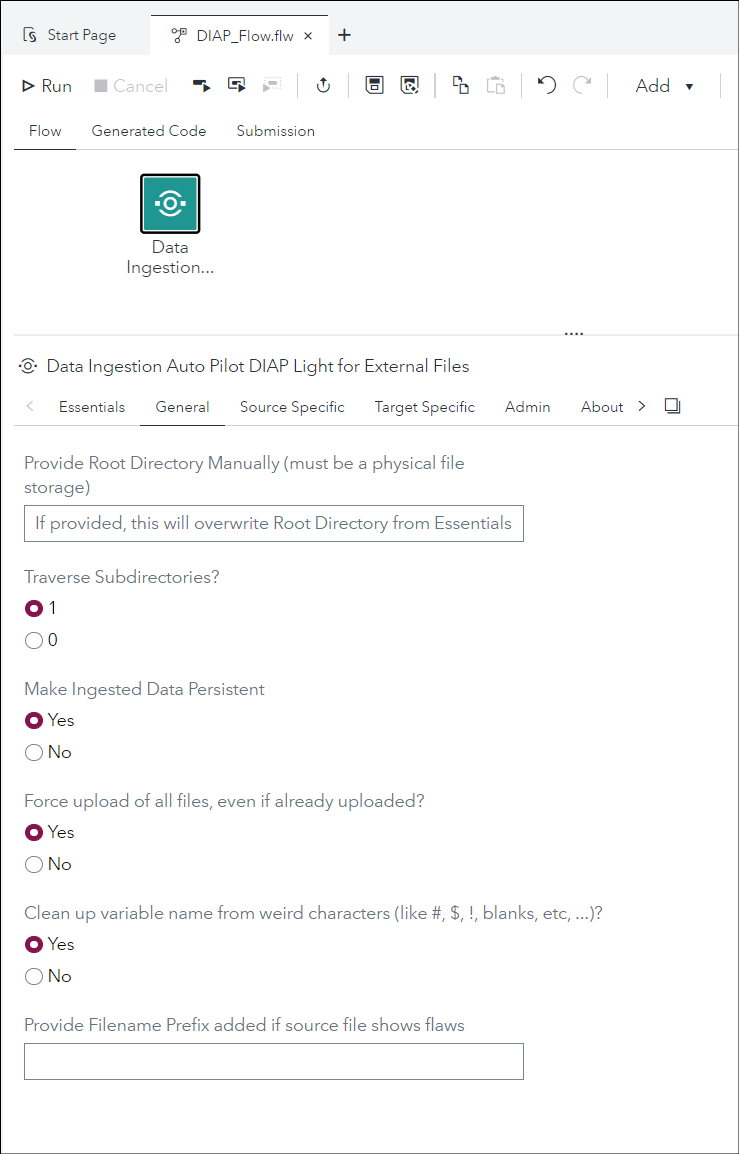 Start Page
DIAP_Flow.flw × +
Run Cancel Add ▼
Flow Generated Code Submission
Data
Ingestion...
Data Ingestion Auto Pilot DIAP Light for External Files
Essentials General Source Specific Target Specific Admin About
Provide Root Directory Manually (must be a physical file
storage)
If provided, this will overwrite Root Directory from Essentials
Traverse Subdirectories?
1
0
Make Ingested Data Persistent
Yes
No
Force upload of all files, even if already uploaded?
Yes
No
Clean up variable name from weird characters (like #, $, !, blanks, etc, ...)?
Yes
No
Provide Filename Prefix added if source file shows flaws